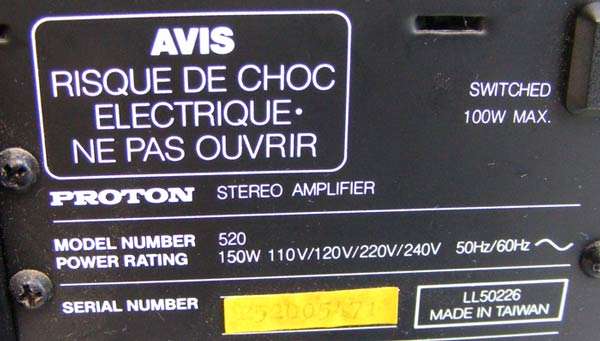 AVIS
RISQUE DE CHOC
ELECTRIQUE•
NE PAS OUVRIR
SWITCHED
100W MAX.
PROTON STEREO AMPLIFIER
MODEL NUMBER 520
POWER RATING 150W 110V/120V/220V/240V 50Hz/60Hz
SERIAL NUMBER
LL50226
MADE IN TAIWAN